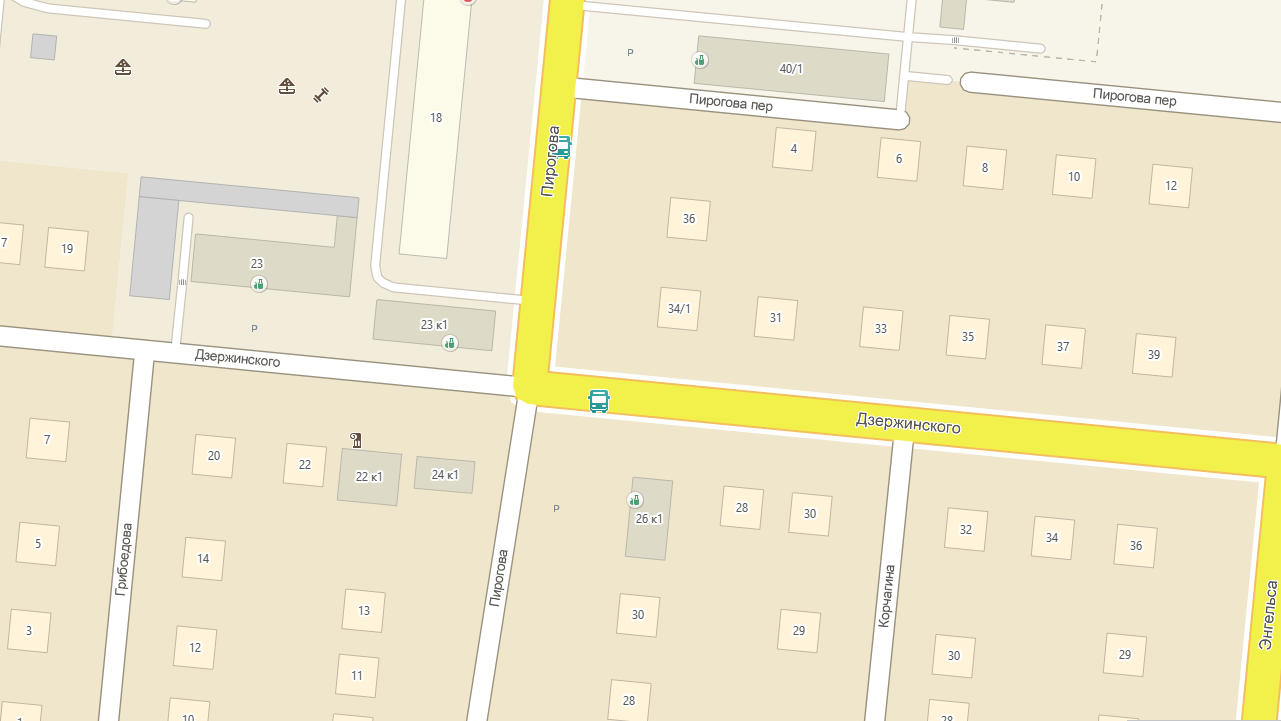 P
40/1
Пирогова пер
Пирогова пер
18
Пирогова
4
6
8
10
12
36
7
19
23
34/1
31
33
35
37
39
23 к1
P
Дзержинского
Дзержинского
7
20
22
22 к1
24 к1
P
26 к1
28
30
32
34
36
5
14
Грибоедова
Пирогова
Корчагина
Энгельса
13
30
29
3
12
11
30
29
28
10
28
1